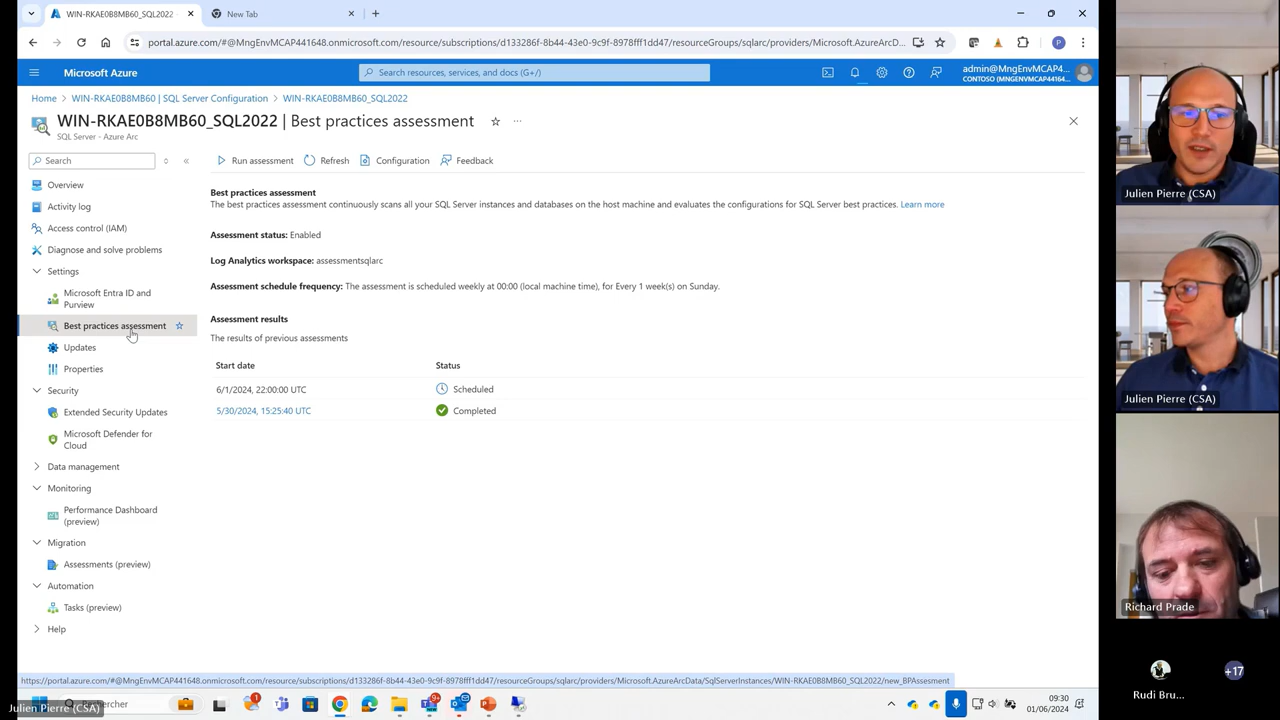 WIN-RKAE0B8MB60_SQL2022 -
New Tab
portal.azure.com/#@MngEnvMCAP441648.onmicrosoft.com/resource/subscriptions/d133286f-8b44-43e0-9c9f-8978fff1dd47/resourceGroups/sqlarc/providers/Microsoft.AzureArcD...
Microsoft Azure
Search resources, services, and docs (G+/)
admin@MngEnvMCAP4...
CONTOSO (MNGENVMCAP44164...
Home > WIN-RKAE0B8MB60 | SQL Server Configuration > WIN-RKAE0B8MB60_SQL2022
WIN-RKAE0B8MB60_SQL2022 | Best practices assessment
SQL Server - Azure Arc
Search
Run assessment
Refresh
Configuration
Feedback
Overview
Activity log
Access control (IAM)
Diagnose and solve problems
Settings
Microsoft Entra ID and
Purview
Best practices assessment
Updates
Properties
Security
Extended Security Updates
Microsoft Defender for
Cloud
Data management
Monitoring
Performance Dashboard
(preview)
Migration
Assessments (preview)
Automation
Tasks (preview)
Help
Best practices assessment
The best practices assessment continuously scans all your SQL Server instances and databases on the host machine and evaluates the configurations for SQL Server best practices. Learn more
Assessment status: Enabled
Log Analytics workspace: assessmentsqlarc
Assessment schedule frequency: The assessment is scheduled weekly at 00:00 (local machine time), for Every 1 week(s) on Sunday.
Assessment results
The results of previous assessments
Start date Status
6/1/2024, 22:00:00 UTC Scheduled
5/30/2024, 15:25:40 UTC Completed
https://portal.azure.com/#@MngEnvMCAP441648.onmicrosoft.com/resource/subscriptions/d133286f-8b44-43e0-9c9f-8978fff1dd47/resourceGroups/sqlarc/providers/Microsoft.AzureArcData/SqlServerInstances/WIN-RKAE0B8MB60_SQL2022/new_BPAssesment
09:30
01/06/2024
Julien Pierre (CSA)
Julien Pierre (CSA)
Julien Pierre (CSA)
Richard Prade
Rudi Bru...
+17